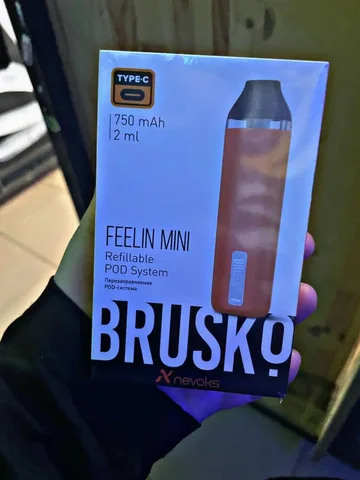 TYPE-C
750 mAh
2 ml
FEELIN MINI
Refillable
POD System
Перезаправляемая
POD-система
BRUSKO
nevoks